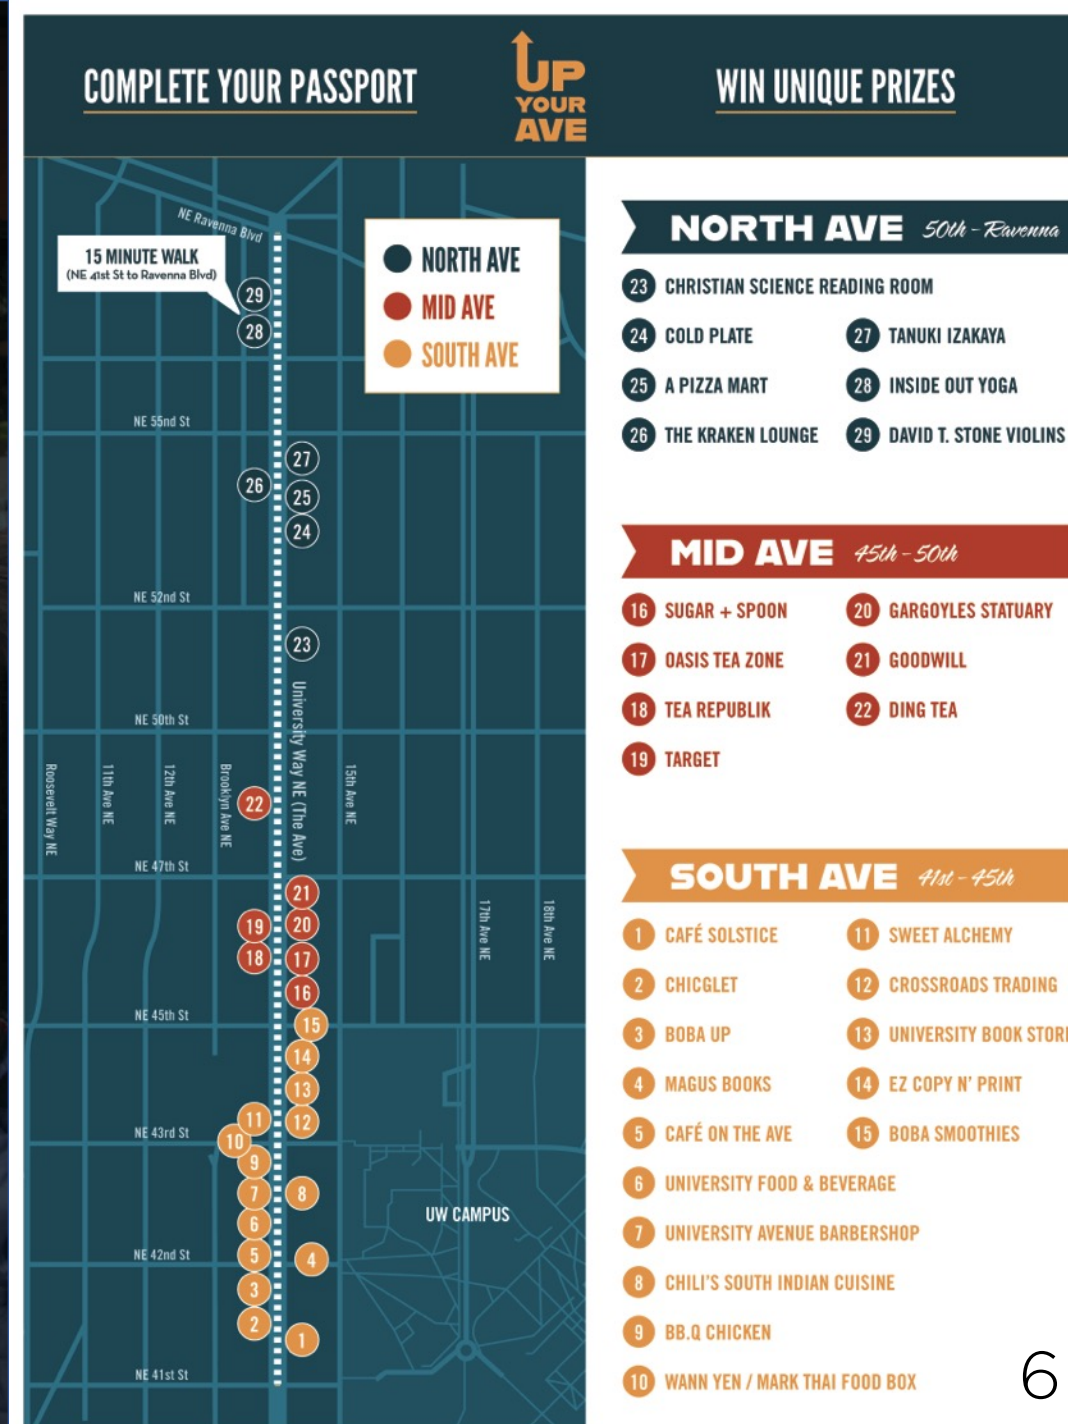 COMPLETE YOUR PASSPORT
UP
YOUR
AVE
WIN UNIQUE PRIZES
NE Ravenna Blvd
15 MINUTE WALK
(NE 41st St to Ravenna Blvd)
NORTH AVE
MID AVE
SOUTH AVE
29
28
NE 55nd St
27
26
25
24
NE 52nd St
23
University Way NE (The Ave)
NE 50th St
Roosevelt Way NE
11th Ave NE
12th Ave NE
Brooklyn Ave NE
15th Ave NE
22
NE 47th St
21
19
20
18
17
16
17th Ave NE
18th Ave NE
NE 45th St
15
14
13
11
12
NE 43rd St
10
9
7
8
6
UW CAMPUS
NE 42nd St
5
4
3
2
1
NE 41st St
NORTH AVE 50th - Ravenna
23 CHRISTIAN SCIENCE READING ROOM
24 COLD PLATE
25 A PIZZA MART
26 THE KRAKEN LOUNGE
27 TANUKI IZAKAYA
28 INSIDE OUT YOGA
29 DAVID T. STONE VIOLINS
MID AVE 45th - 50th
16 SUGAR + SPOON
17 OASIS TEA ZONE
18 TEA REPUBLIK
19 TARGET
20 GARGOYLES STATUARY
21 GOODWILL
22 DING TEA
SOUTH AVE 41st - 45th
1 CAFÉ SOLSTICE
2 CHICGLET
3 BOBA UP
4 MAGUS BOOKS
5 CAFÉ ON THE AVE
6 UNIVERSITY FOOD & BEVERAGE
7 UNIVERSITY AVENUE BARBERSHOP
8 CHILI'S SOUTH INDIAN CUISINE
9 BB.Q CHICKEN
10 WANN YEN / MARK THAI FOOD BOX
11 SWEET ALCHEMY
12 CROSSROADS TRADING
13 UNIVERSITY BOOK STOR
14 EZ COPY N' PRINT
15 BOBA SMOOTHIES
6